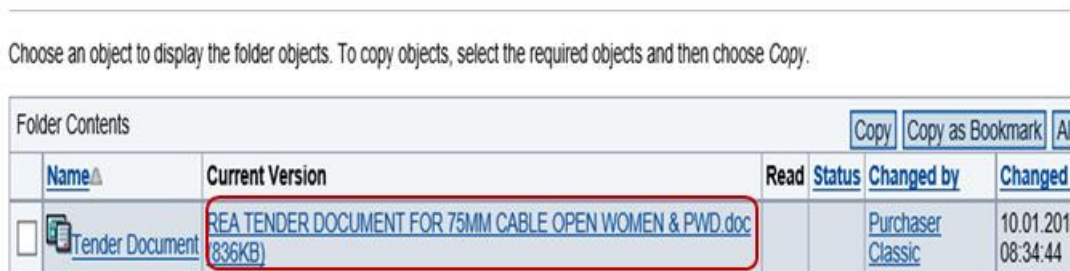 Choose an object to display the folder objects. To copy objects, select the required objects and then choose Copy.
Folder Contents
Copy Copy as Bookmark
Name Current Version Read Status Changed by Changed
REA TENDER DOCUMENT FOR 75MM CABLE OPEN WOMEN & PWD.doc Purchaser 10.01.201
Tender Document (836KB) Classic 08:34:44